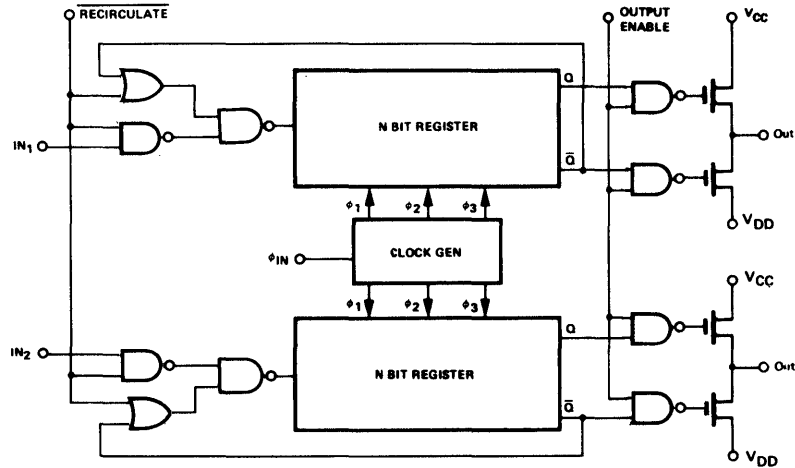 RECIRCULATE
OUTPUT
ENABLE
VCC
Q
N BIT REGISTER
IN1
Out
Q̅
ϕ1 ϕ2 ϕ3
VDD
ϕIN
CLOCK GEN
VCC
ϕ1 ϕ2 ϕ3
Q
IN2
Out
N BIT REGISTER
Q̅
VDD